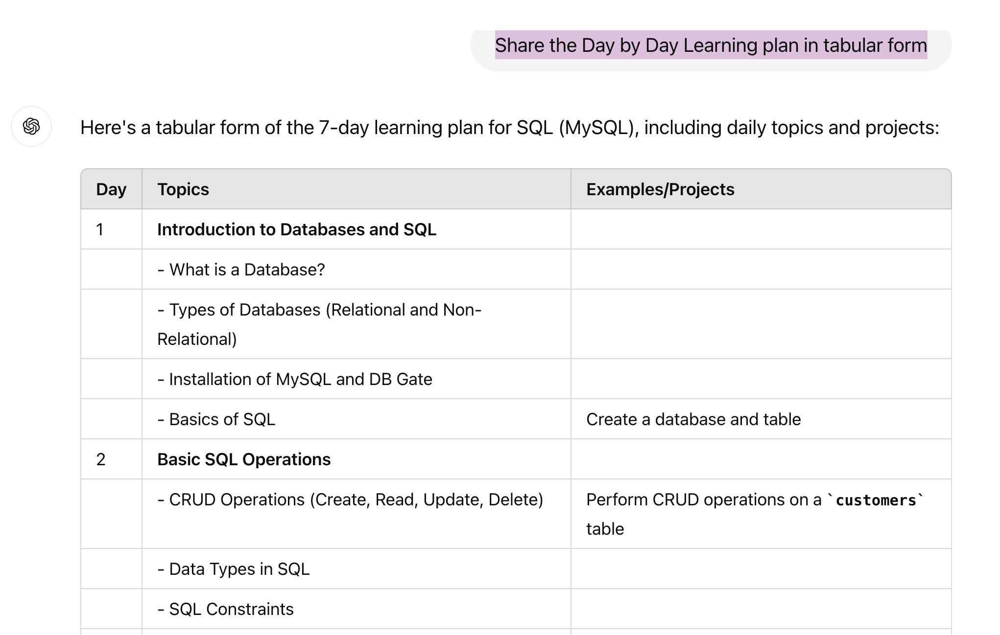 Share the Day by Day Learning plan in tabular form
Here's a tabular form of the 7-day learning plan for SQL (MySQL), including daily topics and projects:
Day Topics Examples/Projects
1 Introduction to Databases and SQL
- What is a Database?
- Types of Databases (Relational and Non-
Relational)
- Installation of MySQL and DB Gate
- Basics of SQL Create a database and table
2 Basic SQL Operations
- CRUD Operations (Create, Read, Update, Delete) Perform CRUD operations on a `customers`
table
- Data Types in SQL
- SQL Constraints